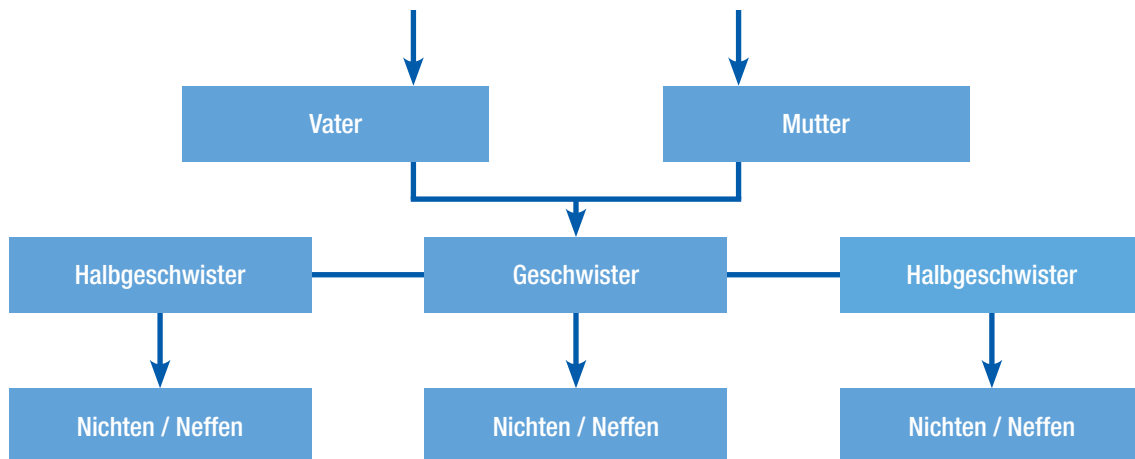 Vater
Mutter
Halbgeschwister
Geschwister
Halbgeschwister
Nichten / Neffen
Nichten / Neffen
Nichten / Neffen